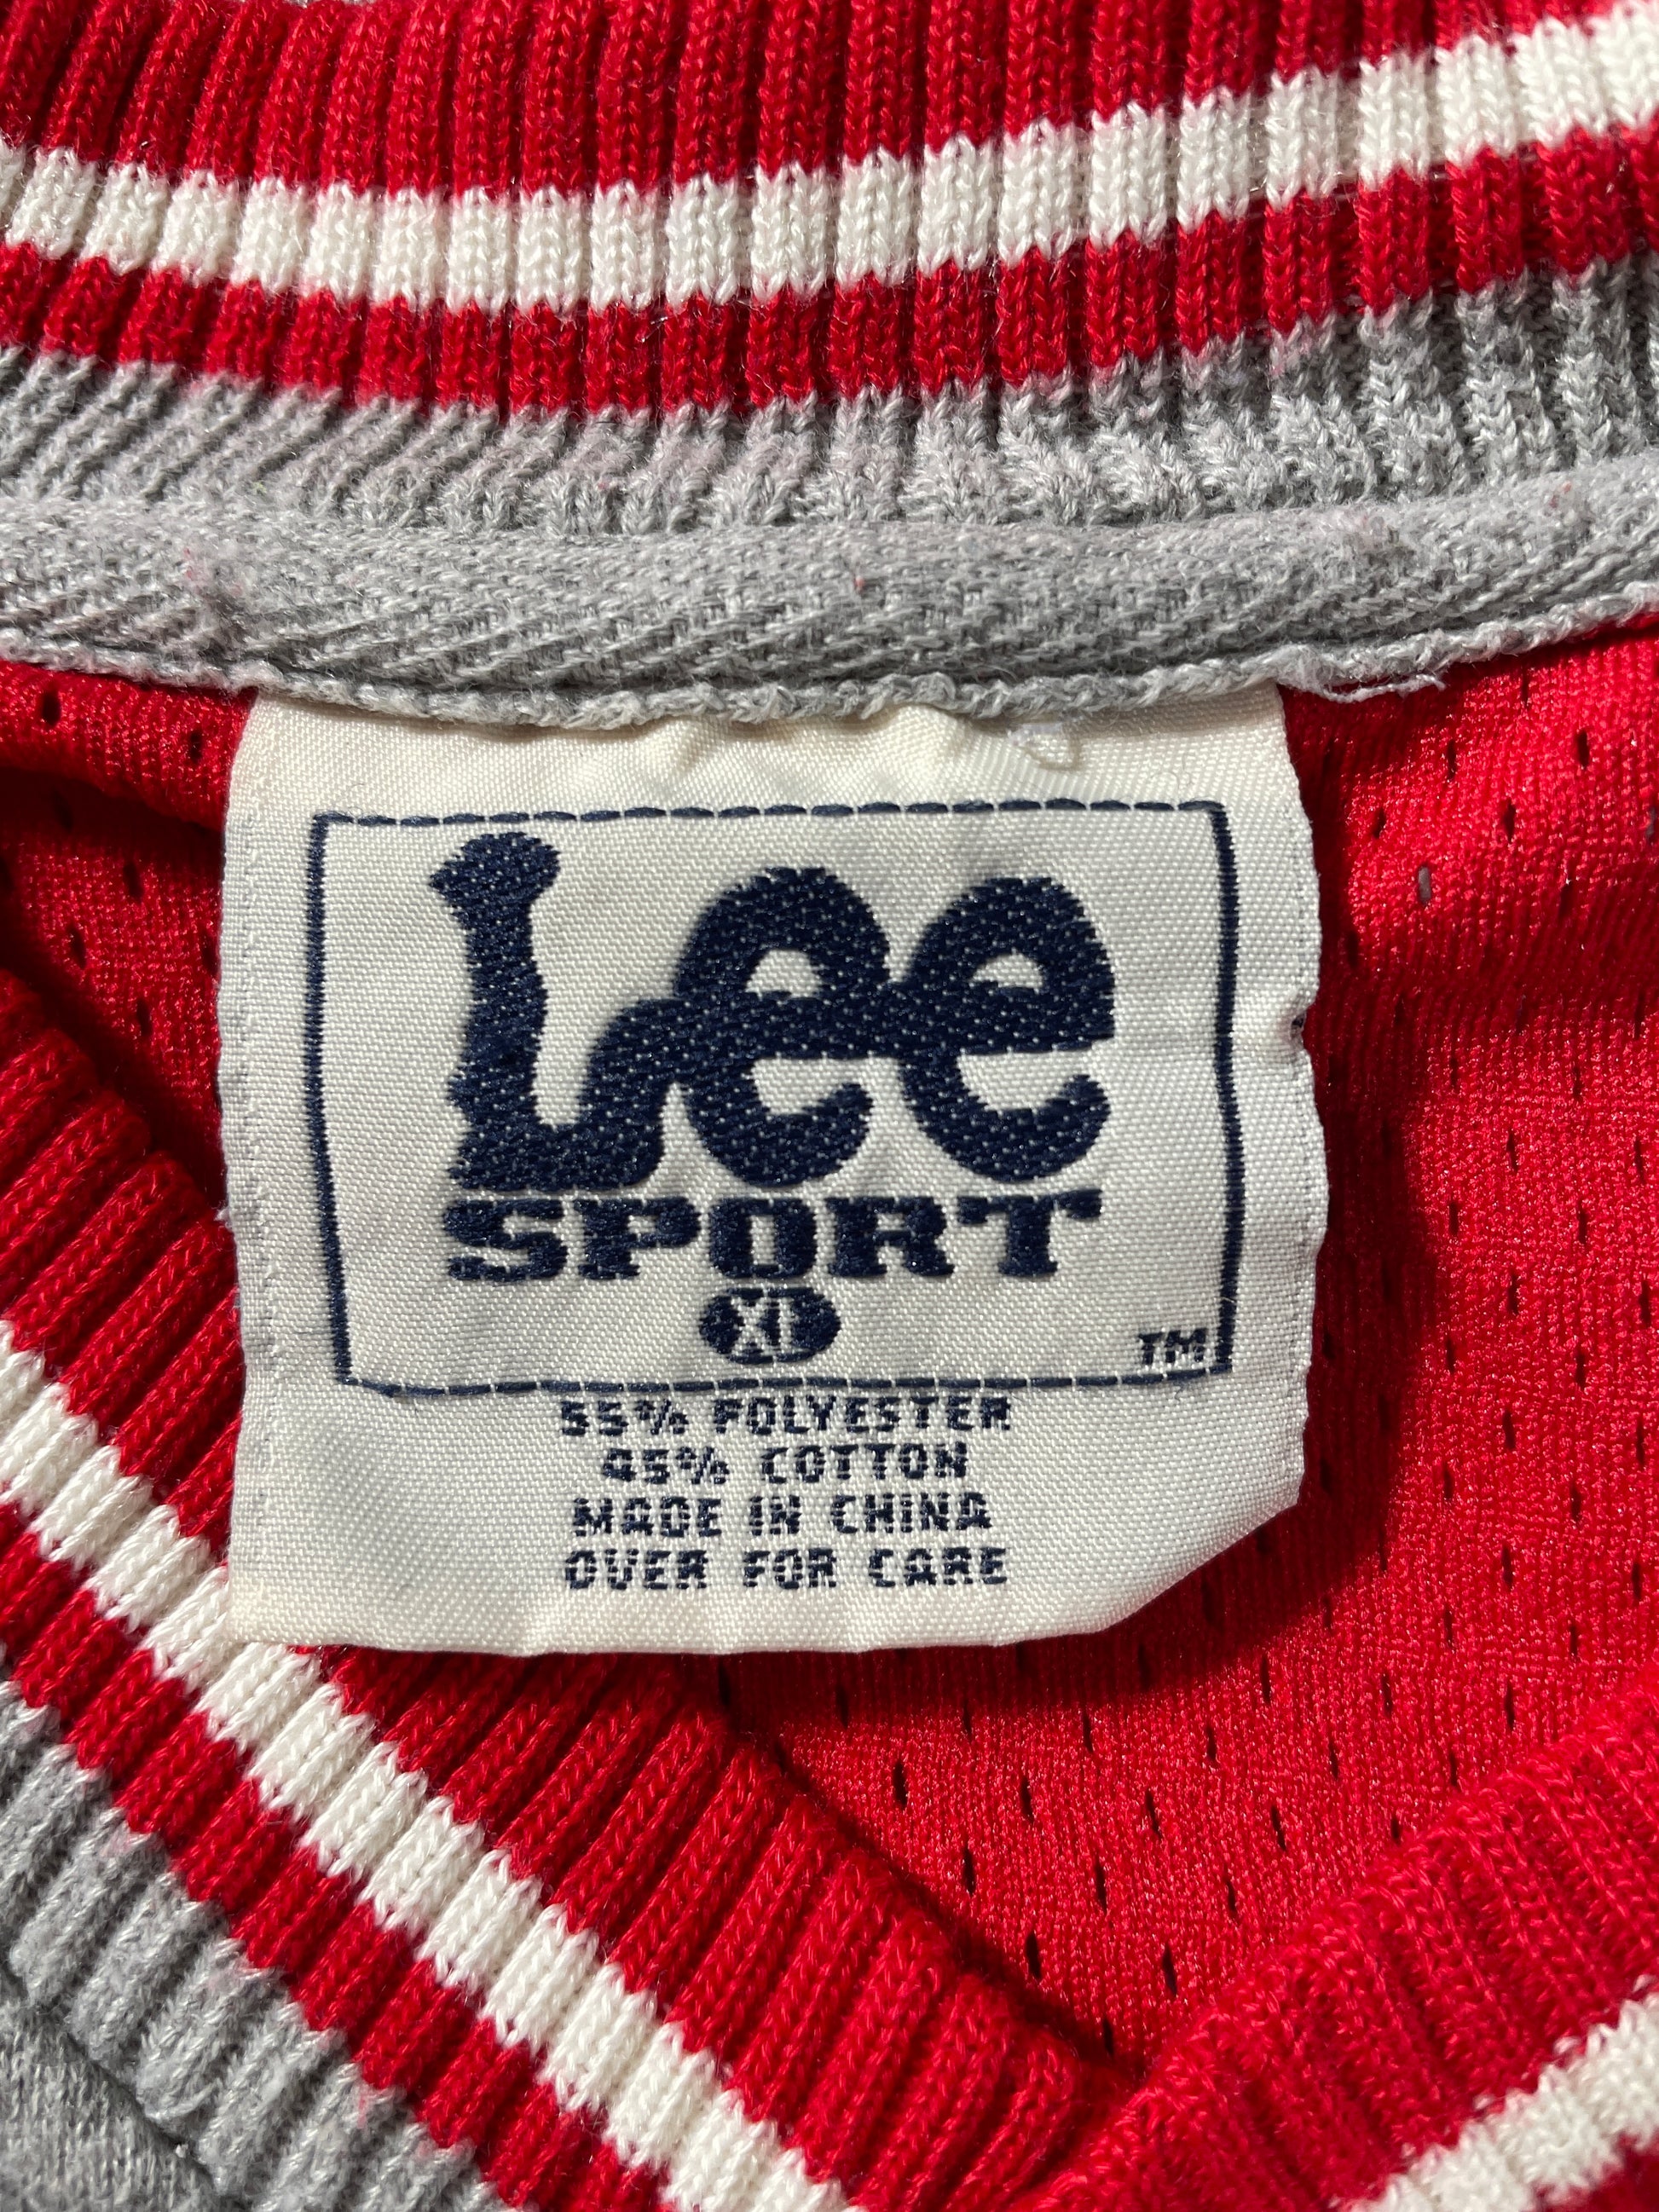 Lee
SPORT
XL
TM
55% POLYESTER
45% COTTON
MADE IN CHINA
OVER FOR CARE